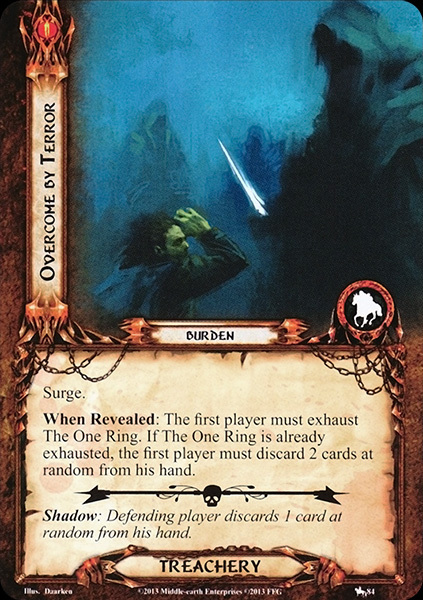 OVERCOME BY TERROR
BURDEN
Surge.
When Revealed: The first player must exhaust
The One Ring. If The One Ring is already
exhausted, the first player must discard 2 cards at
random from his hand.
Shadow: Defending player discards 1 card at
random from his hand.
TREACHERY
Illus. Daarken
©2013 Middle-earth Enterprises ©2013 FFG
84